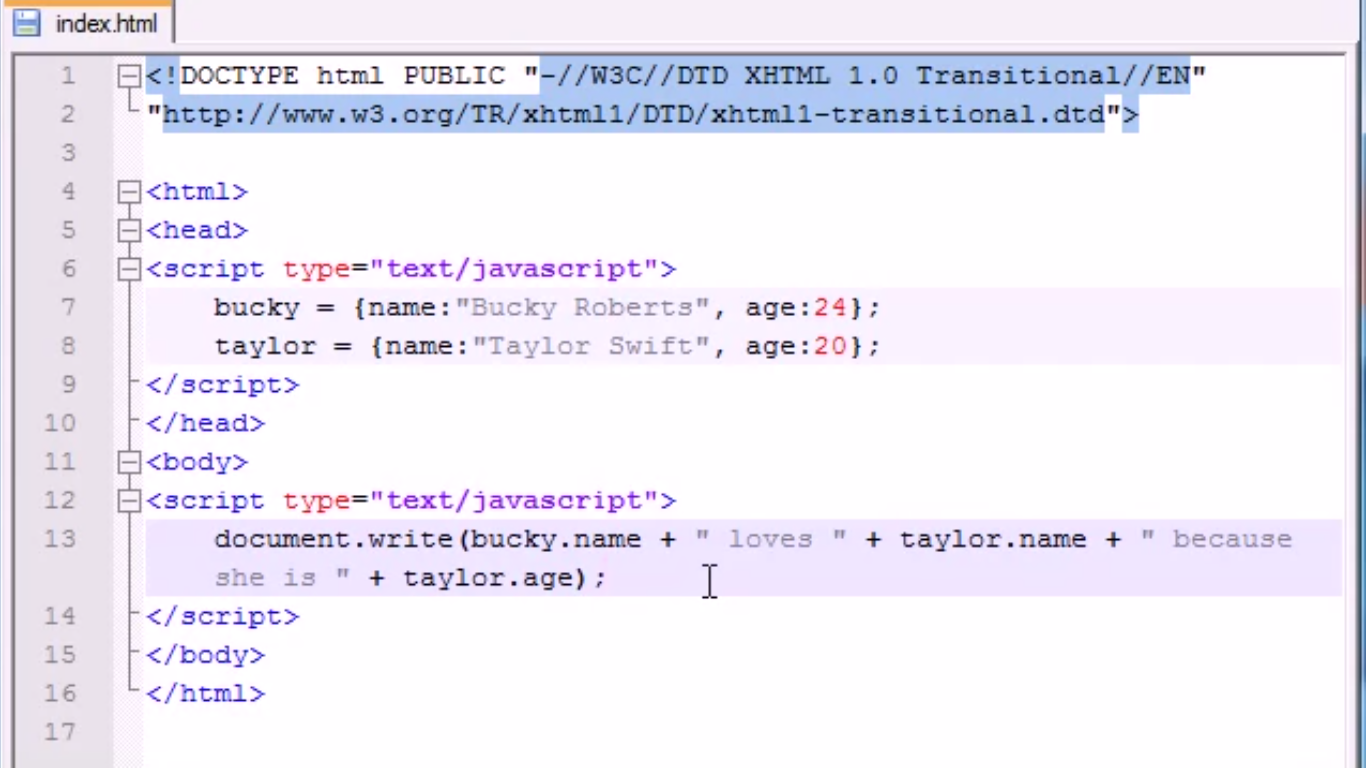 index.html
1 <!DOCTYPE html PUBLIC "-//W3C//DTD XHTML 1.0 Transitional//EN"
2 "http://www.w3.org/TR/xhtml1/DTD/xhtml1-transitional.dtd">
3
4 <html>
5 <head>
6 <script type="text/javascript">
7 bucky = {name:"Bucky Roberts", age:24};
8 taylor = {name:"Taylor Swift", age:20};
9 </script>
10 </head>
11 <body>
12 <script type="text/javascript">
13 document.write(bucky.name + " loves " + taylor.name + " because
she is " + taylor.age);
14 </script>
15 </body>
16 </html>
17